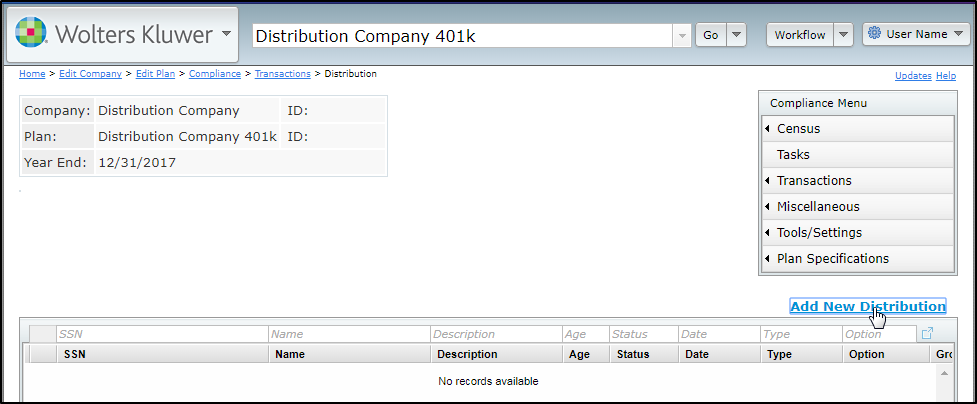 Wolters Kluwer
Distribution Company 401k
Go
Workflow
User Name
Home > Edit Company > Edit Plan > Compliance > Transactions > Distribution
Updates Help
Company: Distribution Company ID:
Plan: Distribution Company 401k ID:
Year End: 12/31/2017
Compliance Menu
Census
Tasks
Transactions
Miscellaneous
Tools/Settings
Plan Specifications
Add New Distribution
SSN Name Description Age Status Date Type Option
SSN Name Description Age Status Date Type Option Gro
No records available